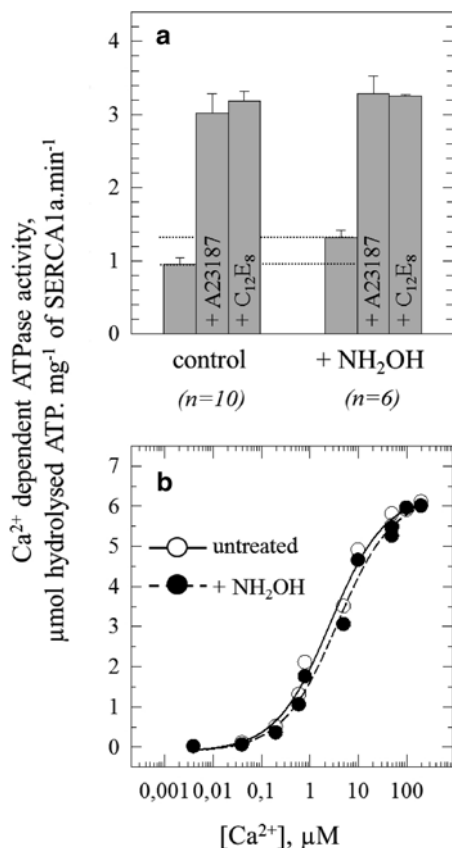 Ca²⁺ dependent ATPase activity,
µmol hydrolysed ATP. mg⁻¹ of SERCA1a.min⁻¹
a
4
3
2
1
0
+ A23187
+ C₁₂E₈
+ A23187
+ C₁₂E₈
control
+ NH₂OH
(n=10)
(n=6)
b
7
6
5
4
3
2
1
0
untreated
+ NH₂OH
0,001 0,01 0,1 1 10 100
[Ca²⁺], µM